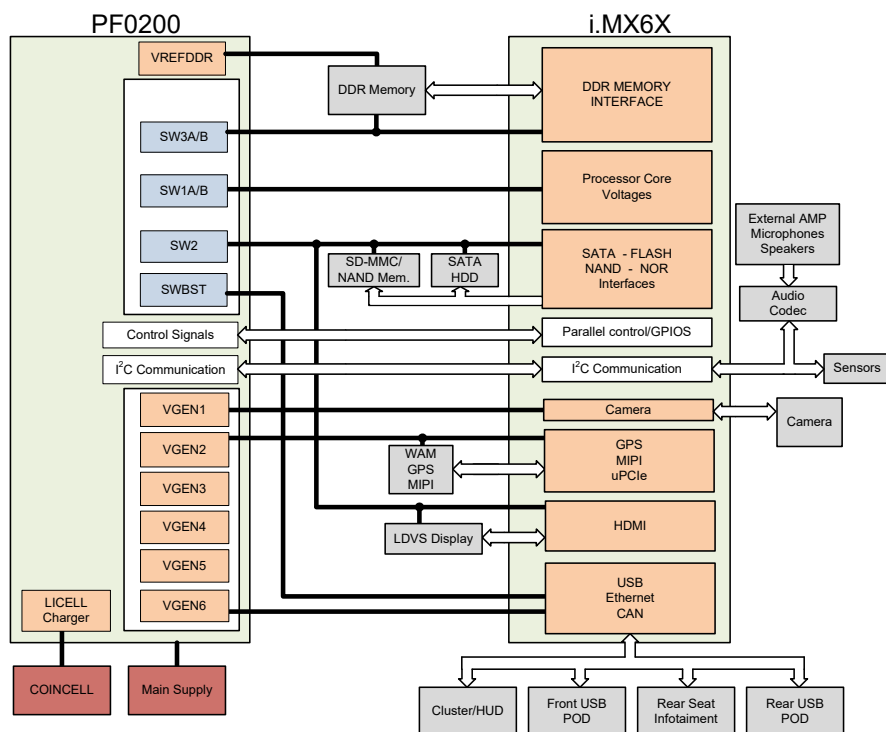 PF0200
i.MX6X
VREFDDR
SW3A/B
SW1A/B
SW2
SWBST
Control Signals
I²C Communication
VGEN1
VGEN2
VGEN3
VGEN4
VGEN5
VGEN6
LICELL
Charger
COINCELL
Main Supply
DDR Memory
SD-MMC/
NAND Mem.
SATA
HDD
WAM
GPS
MIPI
LDVS Display
DDR MEMORY
INTERFACE
Processor Core
Voltages
SATA - FLASH
NAND - NOR
Interfaces
Parallel control/GPIOS
I²C Communication
Camera
GPS
MIPI
uPCIe
HDMI
USB
Ethernet
CAN
External AMP
Microphones
Speakers
Audio
Codec
Sensors
Camera
Cluster/HUD
Front USB
POD
Rear Seat
Infotaiment
Rear USB
POD